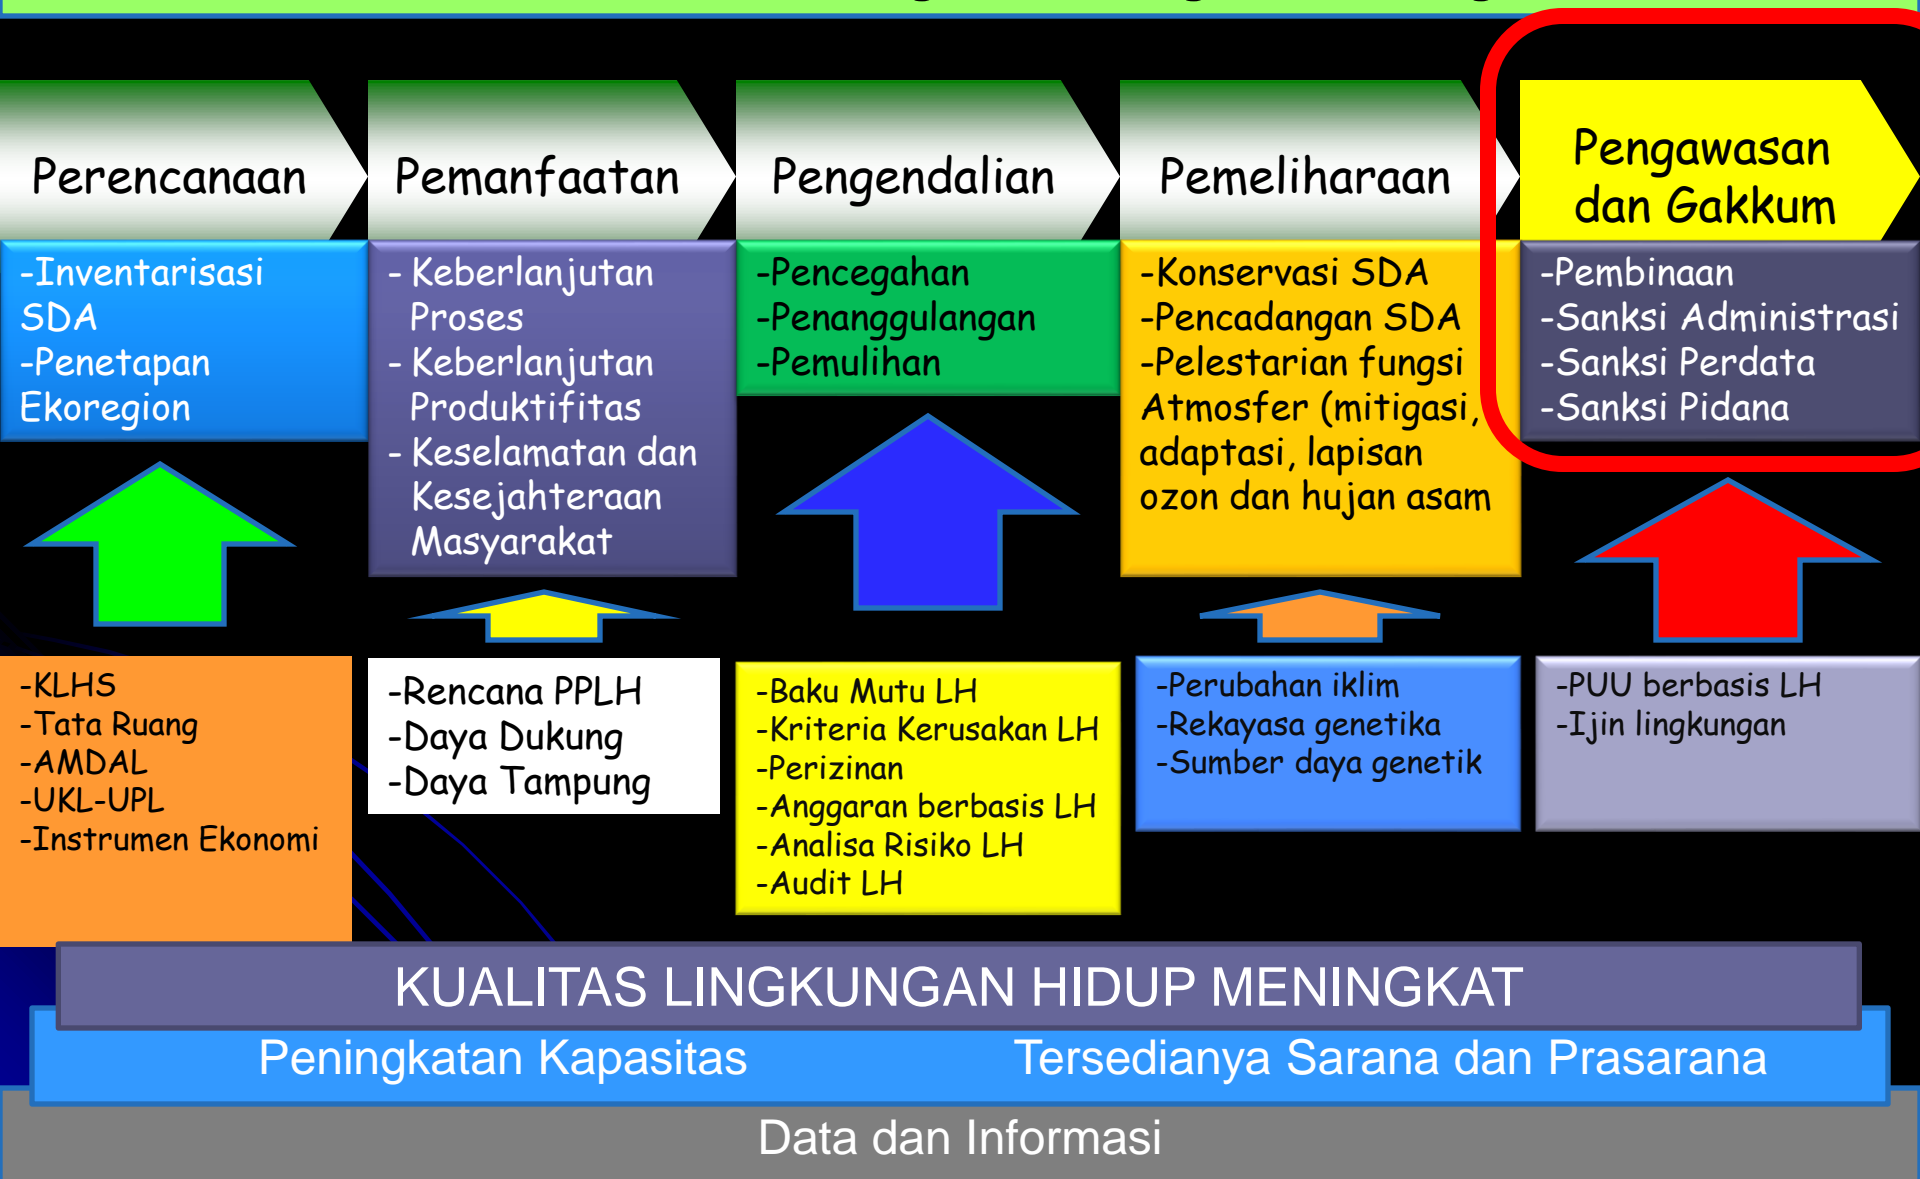 Perencanaan
Pemanfaatan
Pengendalian
Pemeliharaan
Pengawasan
dan Gakkum
-Inventarisasi
SDA
-Penetapan
Ekoregion
- Keberlanjutan
Proses
- Keberlanjutan
Produktifitas
- Keselamatan dan
Kesejahteraan
Masyarakat
-Pencegahan
-Penanggulangan
-Pemulihan
-Konservasi SDA
-Pencadangan SDA
-Pelestarian fungsi
Atmosfer (mitigasi,
adaptasi, lapisan
ozon dan hujan asam
-Pembinaan
-Sanksi Administrasi
-Sanksi Perdata
-Sanksi Pidana
-KLHS
-Tata Ruang
-AMDAL
-UKL-UPL
-Instrumen Ekonomi
-Rencana PPLH
-Daya Dukung
-Daya Tampung
-Baku Mutu LH
-Kriteria Kerusakan LH
-Perizinan
-Anggaran berbasis LH
-Analisa Risiko LH
-Audit LH
-Perubahan iklim
-Rekayasa genetika
-Sumber daya genetik
-PUU berbasis LH
-Ijin lingkungan
KUALITAS LINGKUNGAN HIDUP MENINGKAT
Peningkatan Kapasitas
Tersedianya Sarana dan Prasarana
Data dan Informasi